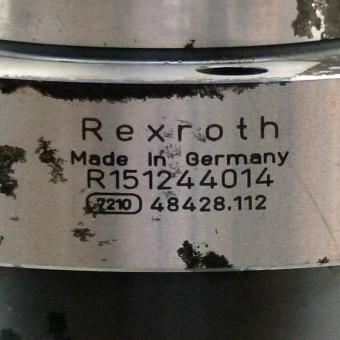 Rexroth
Made in Germany
R151244014
7210 48428.112